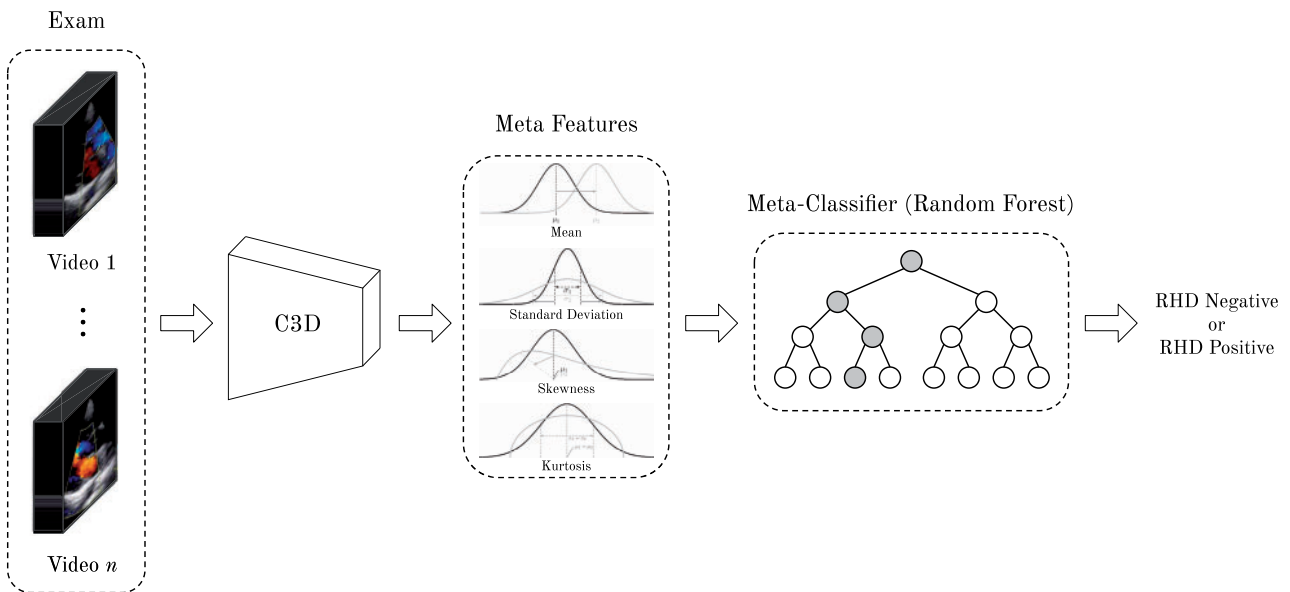 Exam
Video 1
Video n
C3D
Meta Features
Mean
Standard Deviation
Skewness
Kurtosis
Meta-Classifier (Random Forest)
RHD Negative
or
RHD Positive